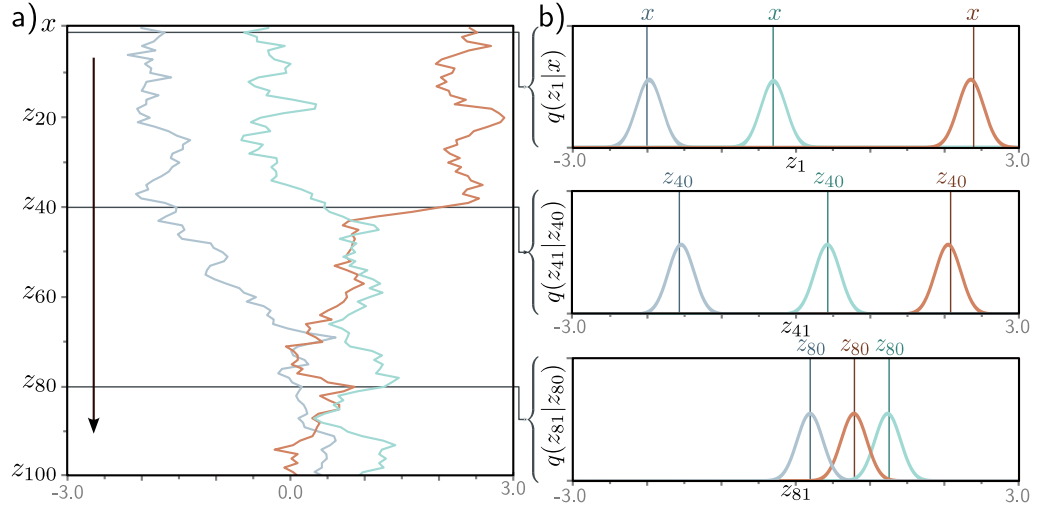 a)
x
z20
z40
z60
z80
z100
-3.0 0.0 3.0
b)
x x x
q(z1|x)
-3.0 z1 3.0
z40 z40 z40
q(z41|z40)
-3.0 z41 3.0
z80 z80 z80
q(z81|z80)
-3.0 z81 3.0